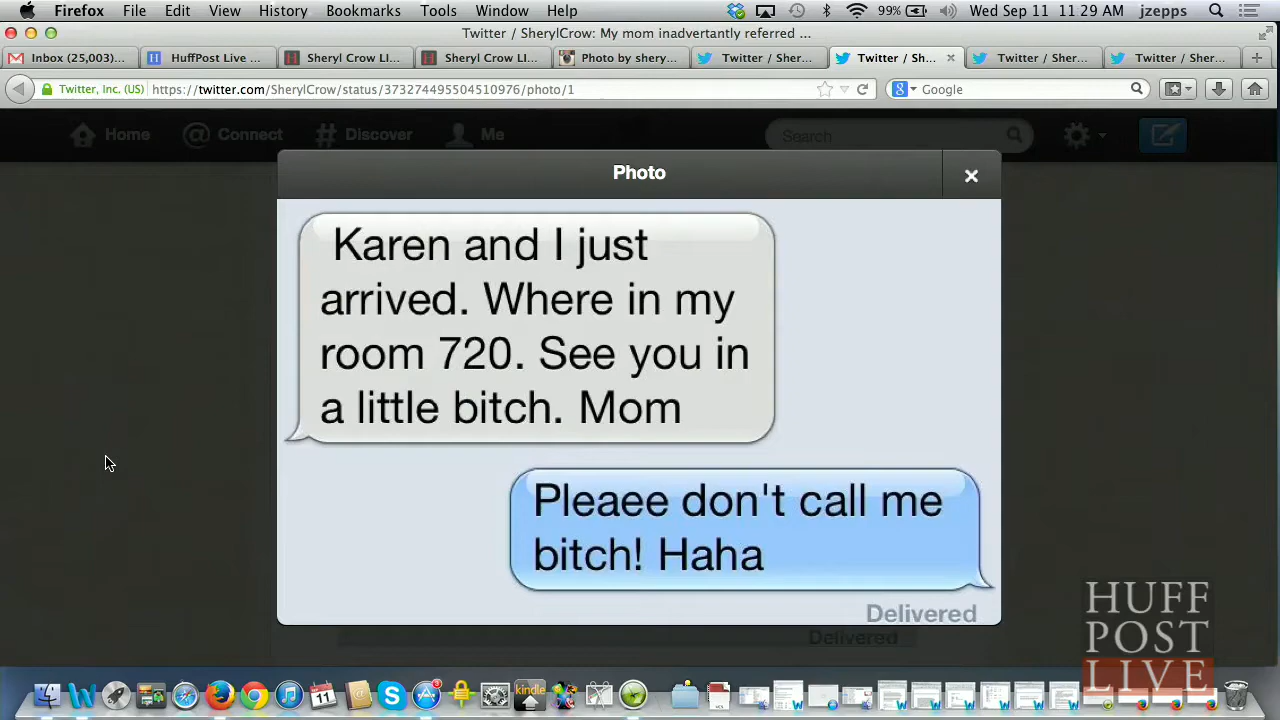 Firefox File Edit View History Bookmarks Tools Window Help 99% Wed Sep 11 11:29 AM jzepps
Twitter / SherylCrow: My mom inadvertantly referred ...
Inbox (25,003)... HuffPost Live ... Sheryl Crow LI... Sheryl Crow LI... Photo by shery... Twitter / Sher... Twitter / Sh... Twitter / Sher... Twitter / Sher...
Twitter, Inc. (US) https://twitter.com/SherylCrow/status/373274495504510976/photo/1 Google
Home Connect Discover Me Search
Photo
Karen and I just
arrived. Where in my
room 720. See you in
a little bitch. Mom
Pleaee don't call me
bitch! Haha
Delivered
Delivered
HUFF
POST
LIVE
kindle